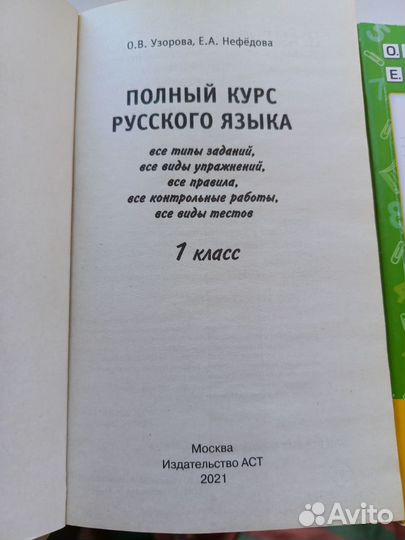 О.В. Узорова, Е.А. Нефёдова
ПОЛНЫЙ КУРС
РУССКОГО ЯЗЫКА
все типы заданий,
все виды упражнений,
все правила,
все контрольные работы,
все виды тестов
1 класс
Москва
Издательство АСТ
2021
О.
Е.
Avito